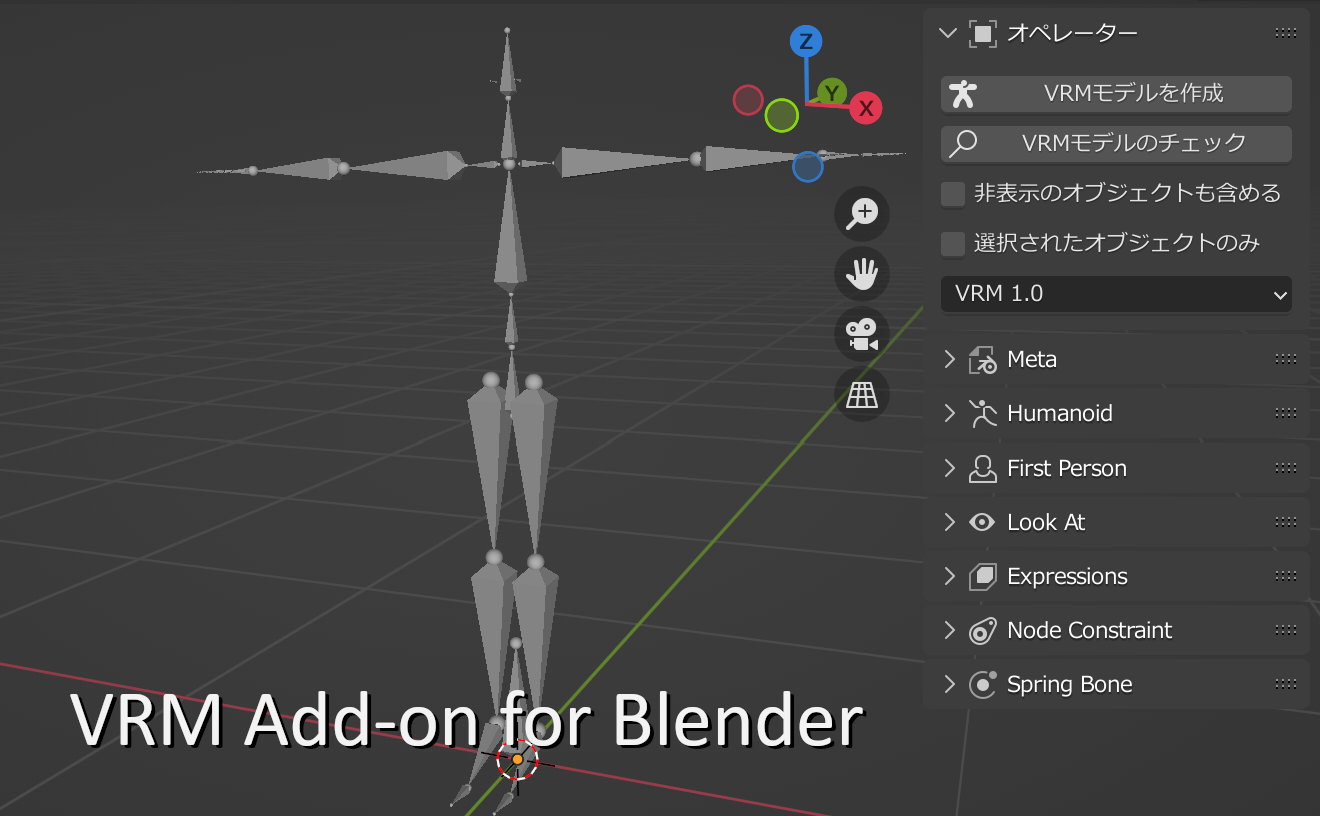 オペレーター
VRMモデルを作成
VRMモデルのチェック
非表示のオブジェクトも含める
選択されたオブジェクトのみ
VRM 1.0
Meta
Humanoid
First Person
Look At
Expressions
Node Constraint
Spring Bone
Z
Y
X
VRM Add-on for Blender